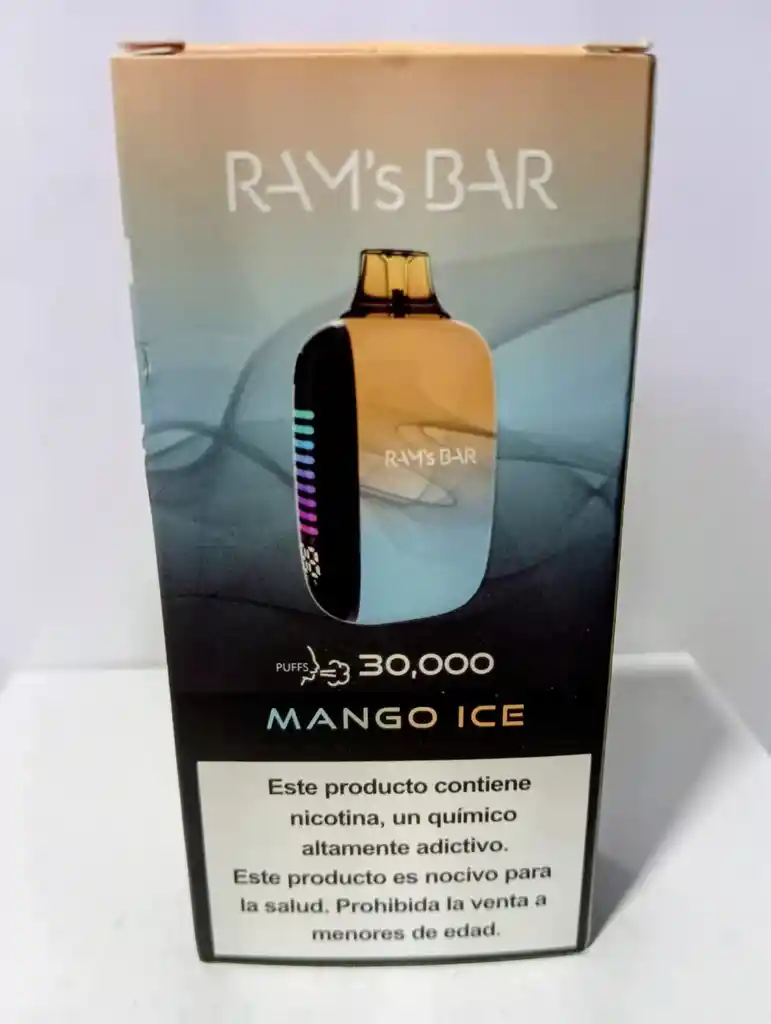 RAM's BAR
RAM's BAR
PUFFS 30,000
MANGO ICE
Este producto contiene
nicotina, un químico
altamente adictivo.
Este producto es nocivo para
la salud. Prohibida la venta a
menores de edad.